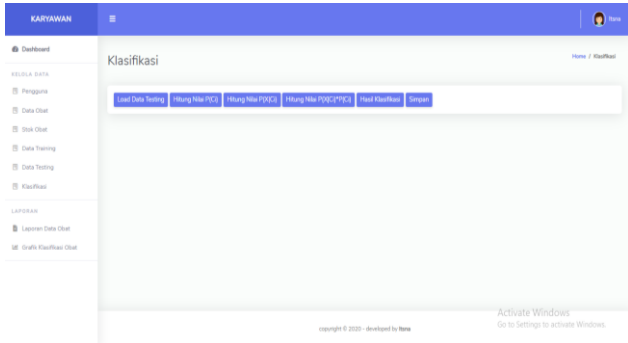 KARYAWAN
Itsna
Dashboard
KELOLA DATA
Pengguna
Data Obat
Stok Obat
Data Training
Data Testing
Klasifikasi
LAPORAN
Laporan Data Obat
Grafik Klasifikasi Obat
Klasifikasi
Home / Klasifikasi
Load Data Testing Hitung Nilai P(Ci) Hitung Nilai P(X|Ci) Hitung Nilai P(X|Ci)*P(Ci) Hasil Klasifikasi Simpan
copyright © 2020 - developed by Itsna
Activate Windows
Go to Settings to activate Windows.